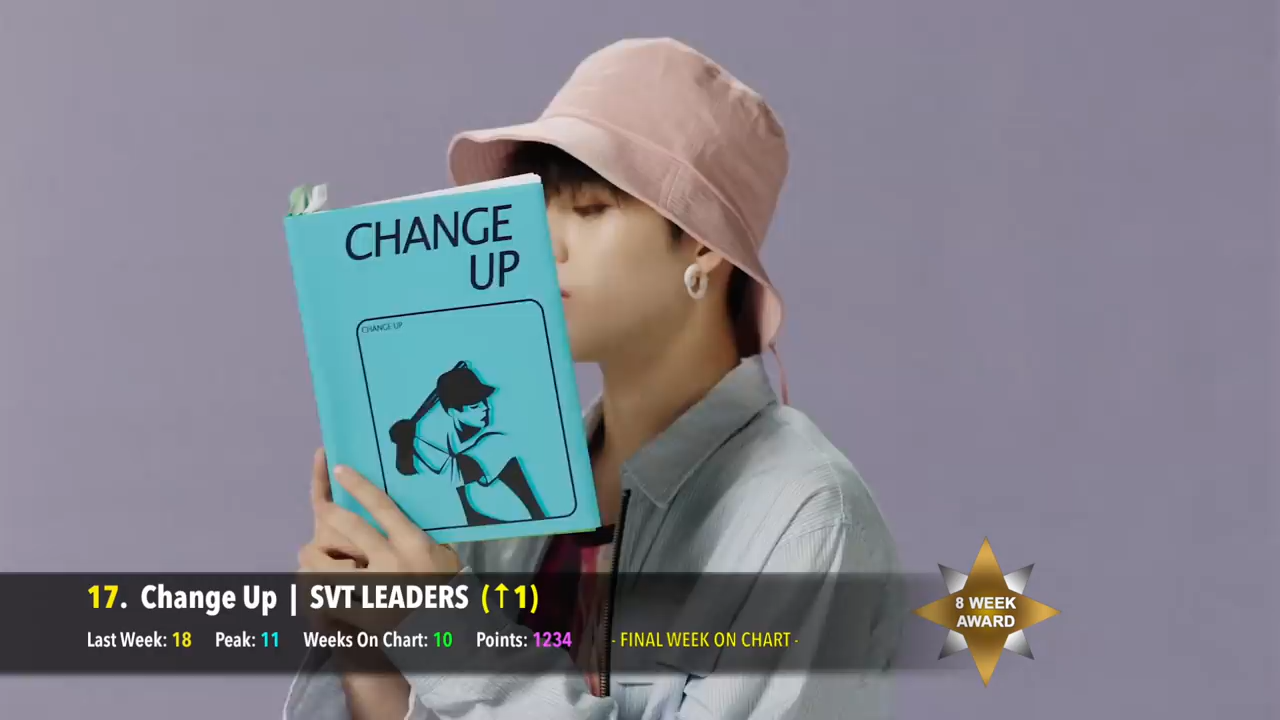 CHANGE
UP
CHANGE UP
17. Change Up | SVT LEADERS (↑1)
Last Week: 18 Peak: 11 Weeks On Chart: 10 Points: 1234 - FINAL WEEK ON CHART -
8 WEEK
AWARD